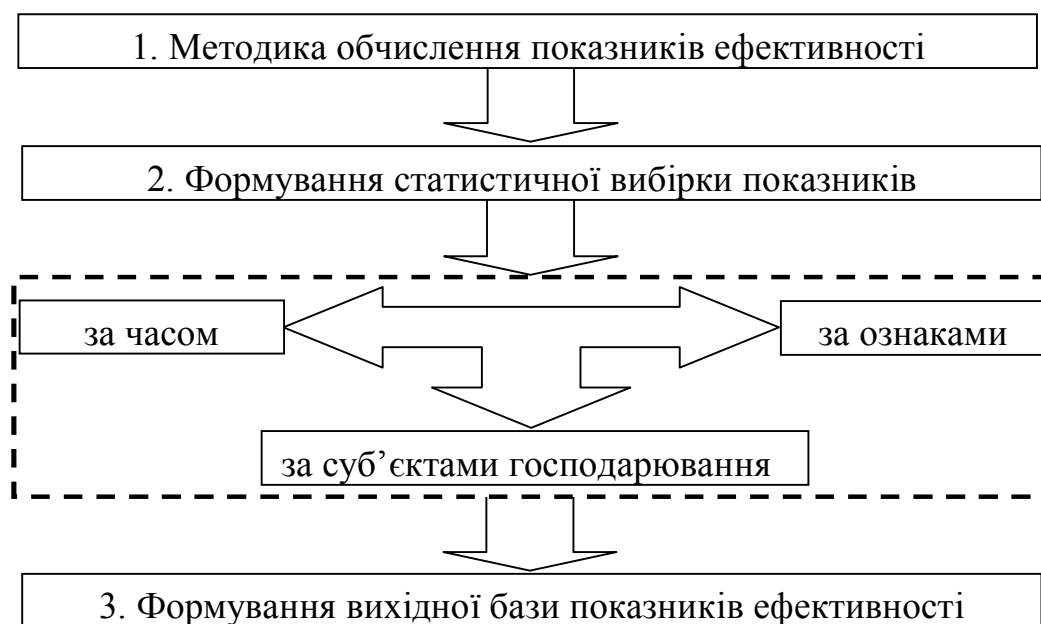 1. Методика обчислення показників ефективності
2. Формування статистичної вибірки показників
за часом
за ознаками
за суб’єктами господарювання
3. Формування вихідної бази показників ефективності